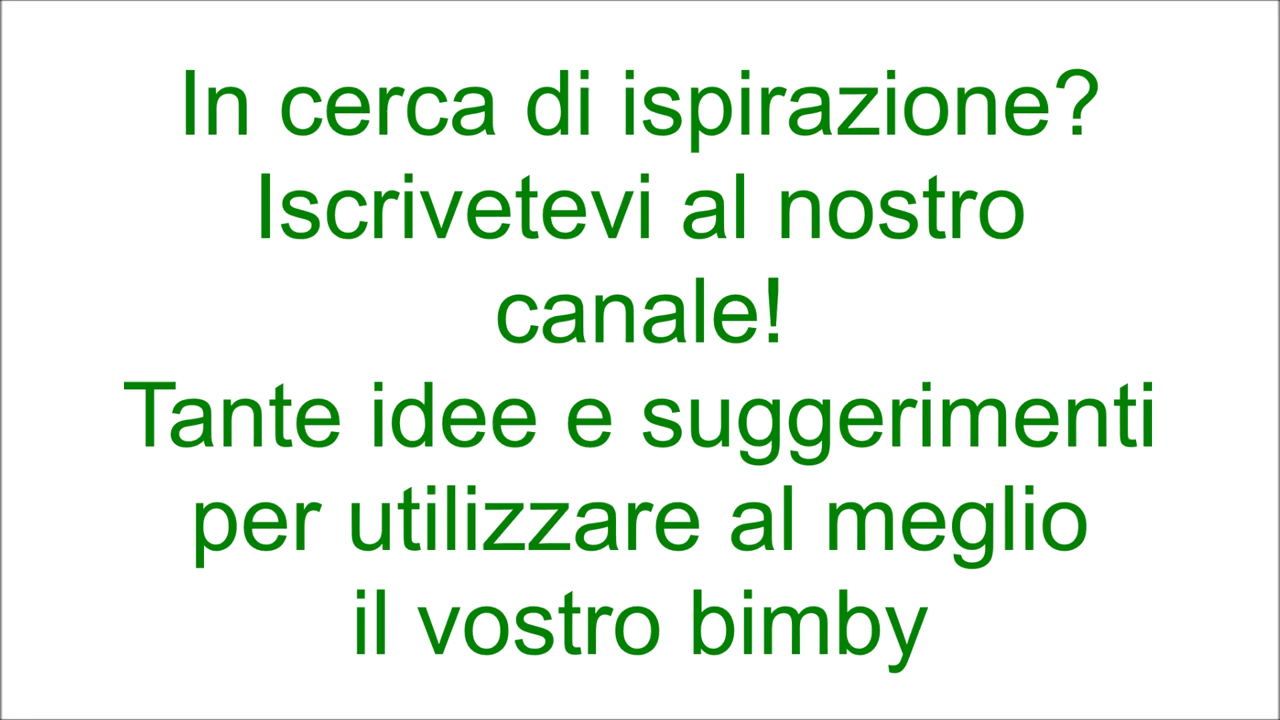 In cerca di ispirazione?
Iscrivetevi al nostro
canale!
Tante idee e suggerimenti
per utilizzare al meglio
il vostro bimby